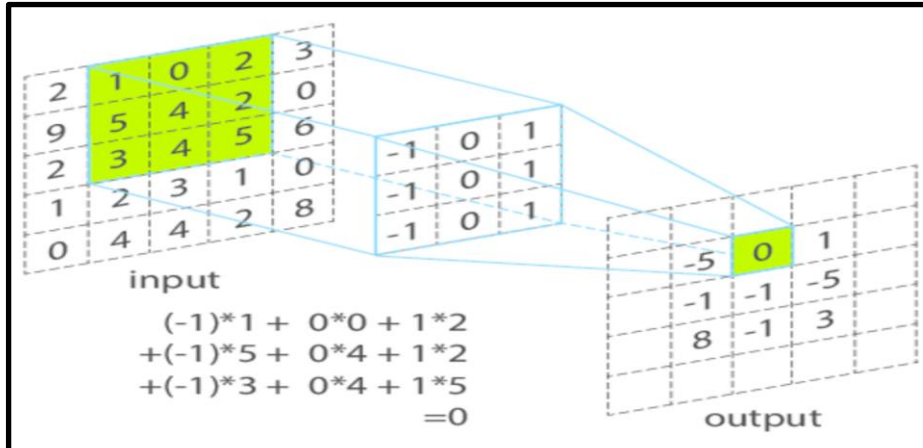 2 1 0 2 3
9 5 4 2 0
2 3 4 5 6
1 2 3 1 0
0 4 4 2 8
input
-1 0 1
-1 0 1
-1 0 1
-5 0 1
-1 -1 -5
8 -1 3
output
(-1)*1 + 0*0 + 1*2
+(-1)*5 + 0*4 + 1*2
+(-1)*3 + 0*4 + 1*5
=0